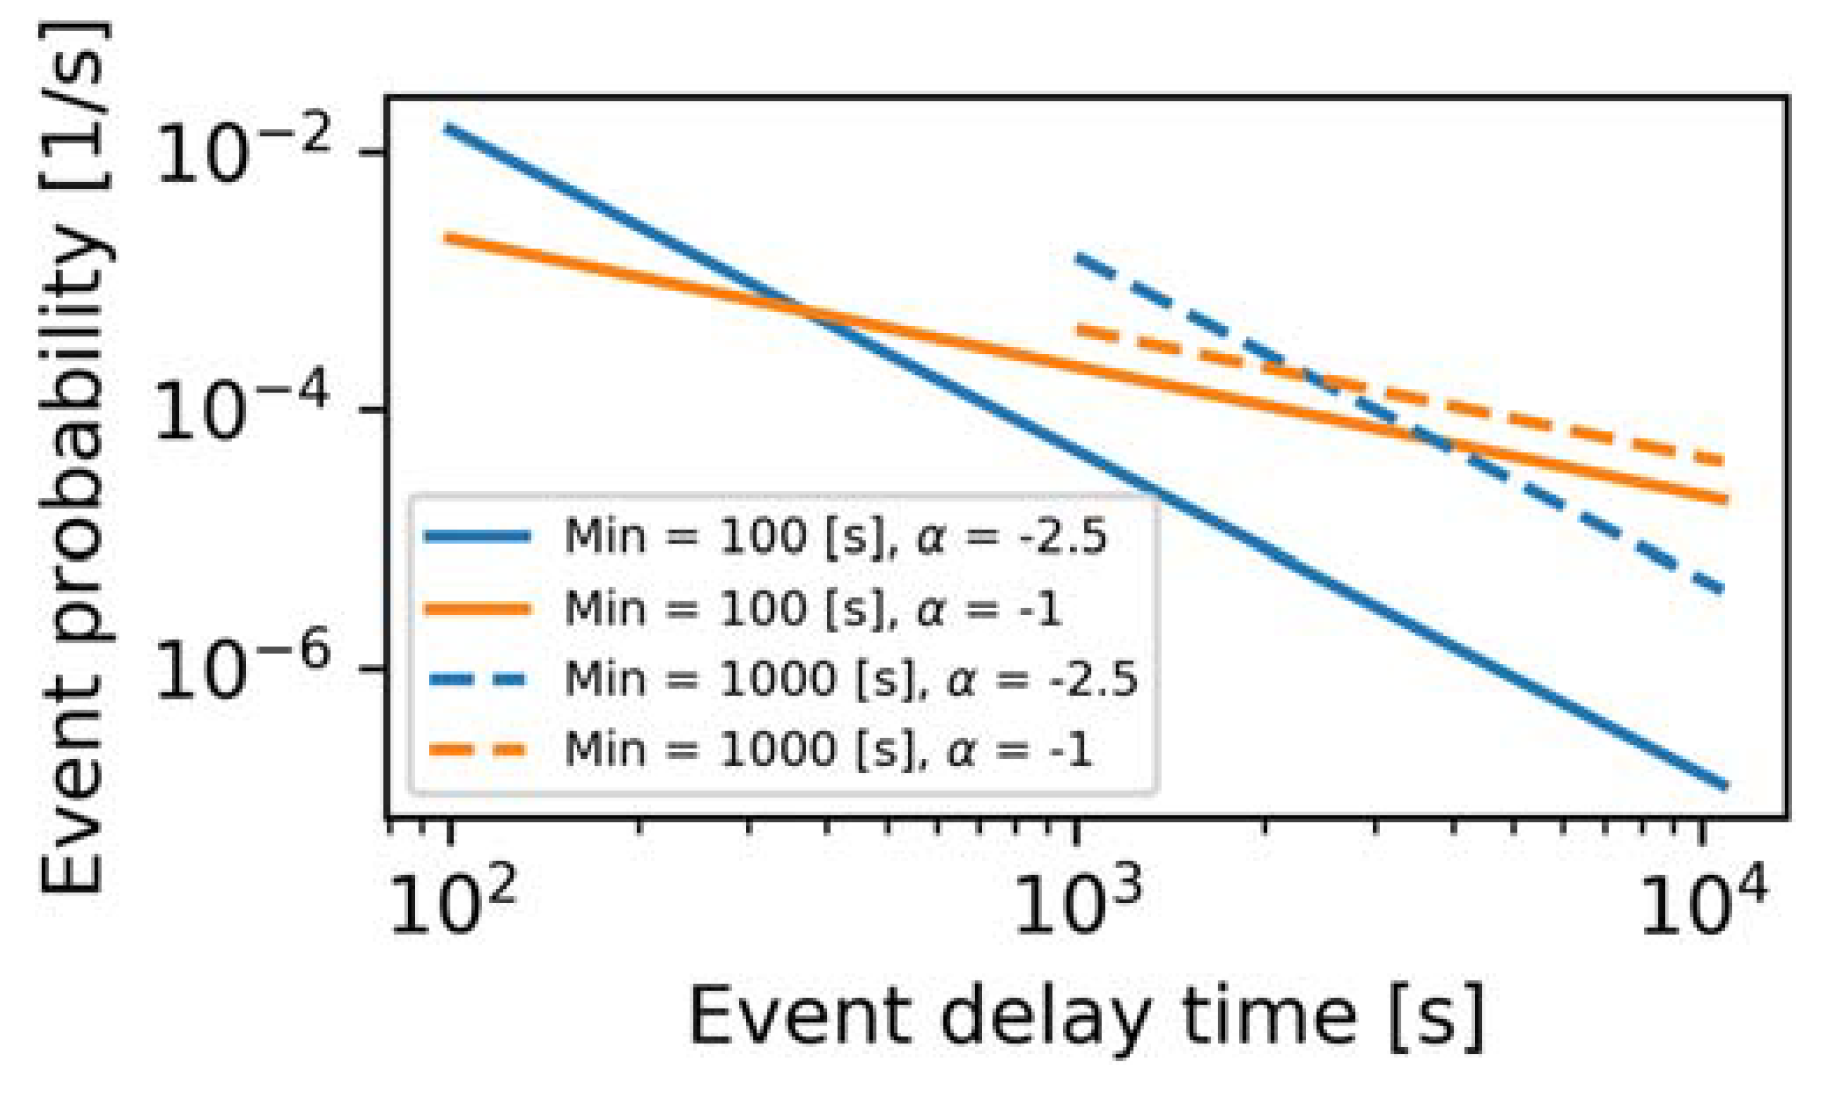 Event probability [1/s]
10⁻²
10⁻⁴
10⁻⁶
Min = 100 [s], α = -2.5
Min = 100 [s], α = -1
Min = 1000 [s], α = -2.5
Min = 1000 [s], α = -1
10² 10³ 10⁴
Event delay time [s]